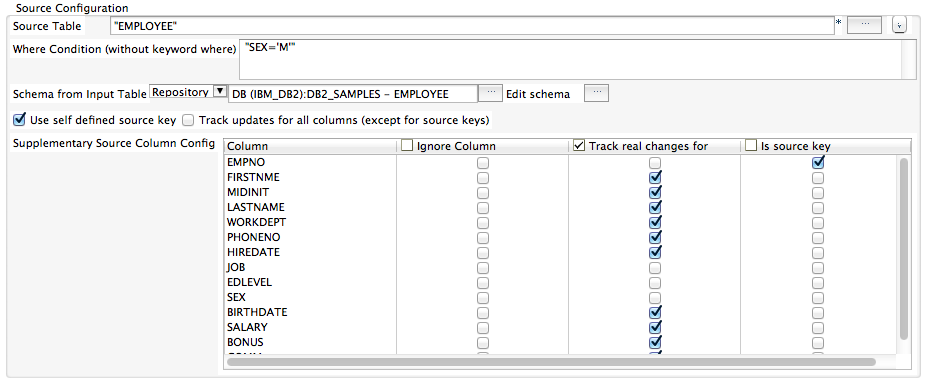 Source Configuration
Source Table "EMPLOYEE" * ...
Where Condition (without keyword where) "SEX='M'"
Schema from Input Table Repository DB (IBM_DB2):DB2_SAMPLES - EMPLOYEE ... Edit schema ...
Use self defined source key Track updates for all columns (except for source keys)
Supplementary Source Column Config Column Ignore Column Track real changes for Is source key
EMPNO
FIRSTNME
MIDINIT
LASTNAME
WORKDEPT
PHONENO
HIREDATE
JOB
EDLEVEL
SEX
BIRTHDATE
SALARY
BONUS